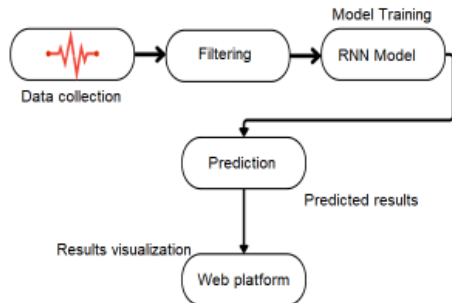 Model Training
Filtering
RNN Model
Data collection
Prediction
Predicted results
Results visualization
Web platform